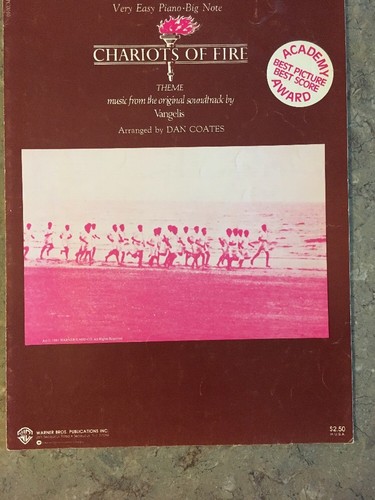 Very Easy Piano-Big Note
CHARIOTS OF FIRE
THEME
music from the original soundtrack by
Vangelis
Arranged by DAN COATES
ACADEMY
BEST PICTURE
BEST SCORE
AWARD
WARNER BROS. PUBLICATIONS INC.
$2.50
U.S.A.